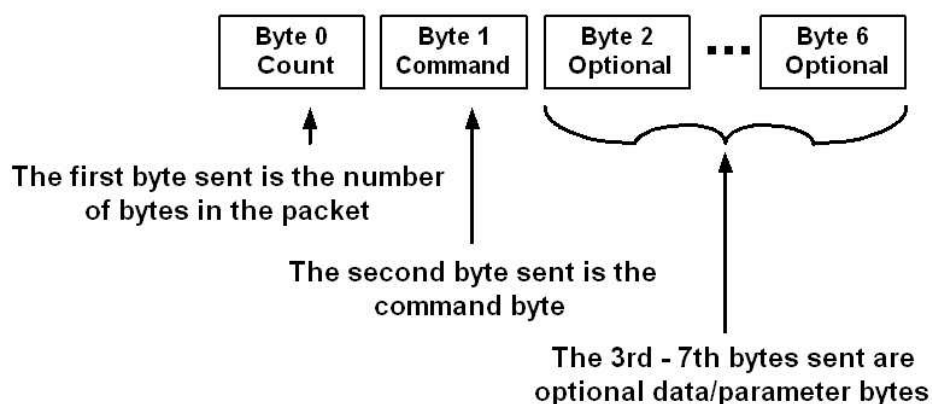 Byte 0
Count
Byte 1
Command
Byte 2
Optional
Byte 6
Optional
The first byte sent is the number
of bytes in the packet
The second byte sent is the
command byte
The 3rd - 7th bytes sent are
optional data/parameter bytes